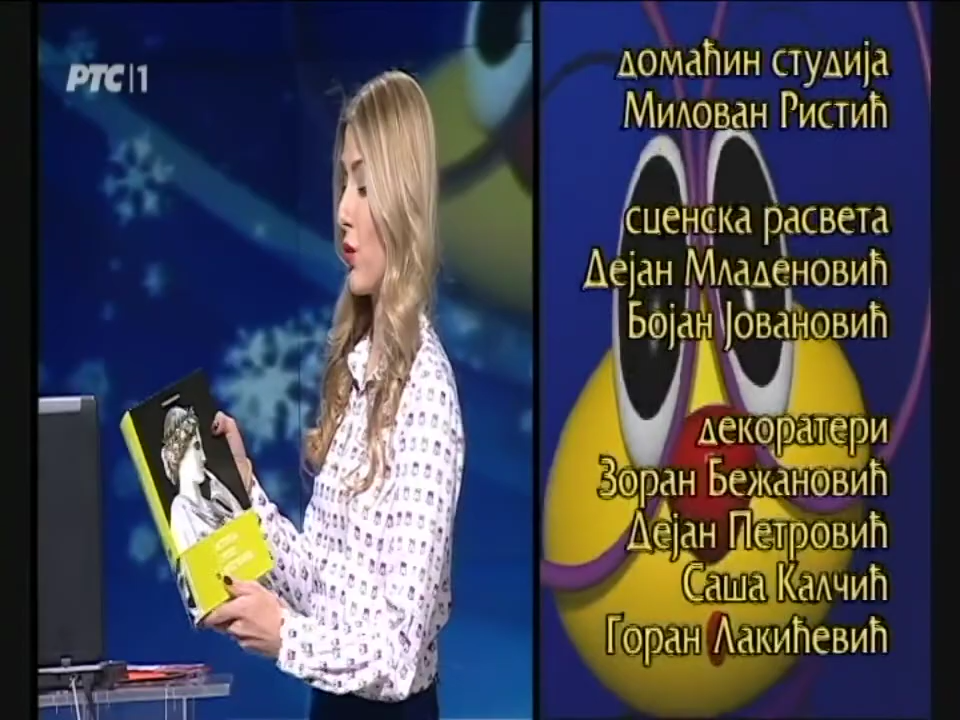 РТС|1
домаћин студија
Милован Ристић
сценска расвета
Дејан Младеновић
Бојан Јовановић
декоратери
Зоран Бежановић
Дејан Петровић
Саша Калчић
Горан Лакићевић